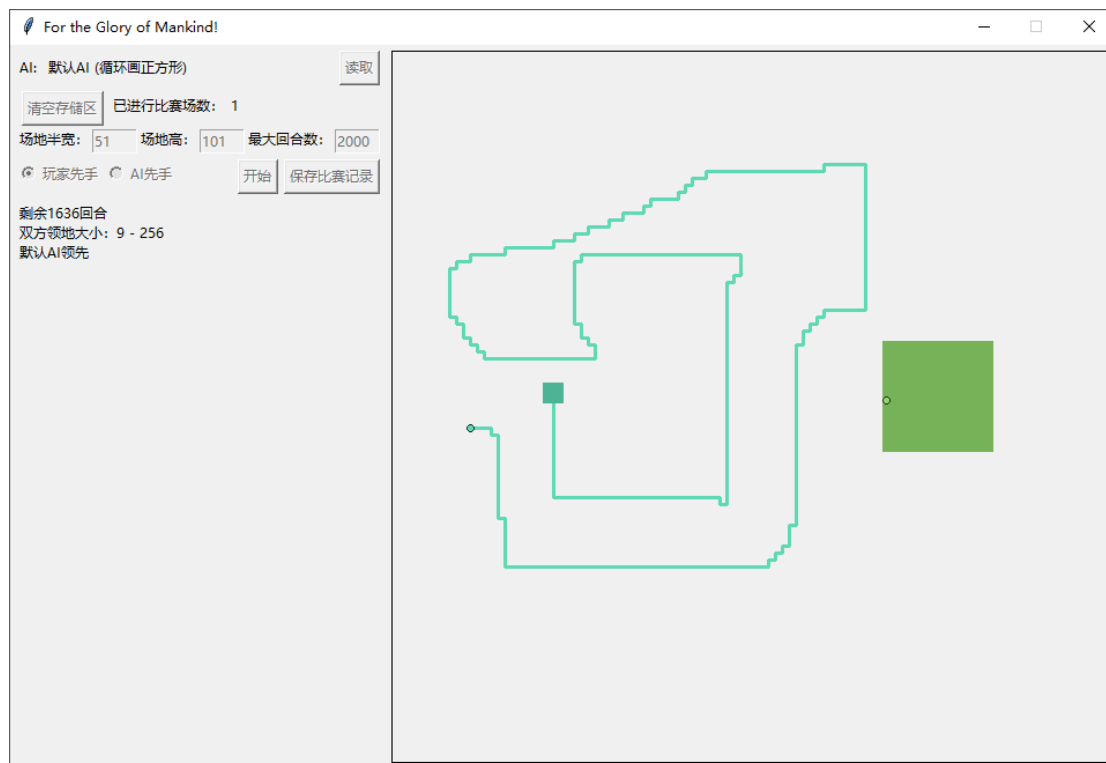 For the Glory of Mankind!
AI: 默认AI (循环画正方形) 读取
清空存储区 已进行比赛场数: 1
场地半宽: 51 场地高: 101 最大回合数: 2000
玩家先手 AI先手 开始 保存比赛记录
剩余1636回合
双方领地大小: 9 - 256
默认AI领先